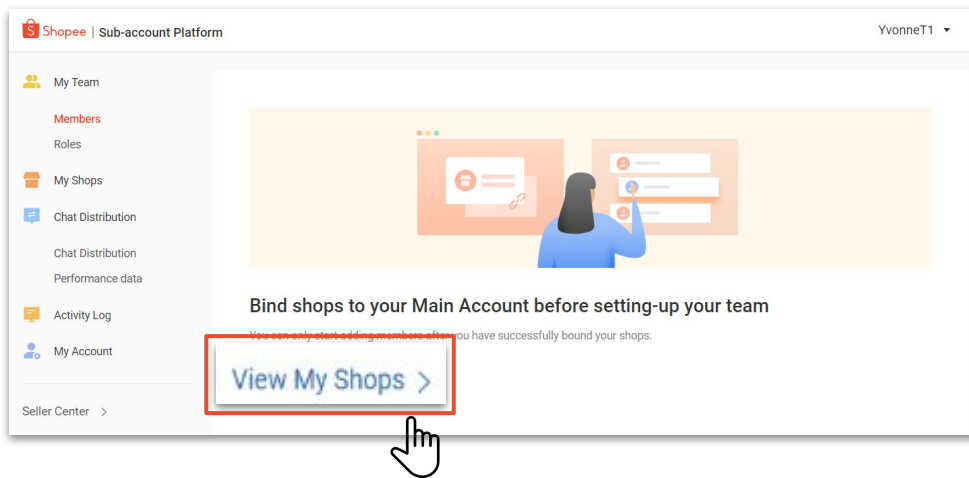 Shopee | Sub-account Platform
YvonneT1
My Team
Members
Roles
My Shops
Chat Distribution
Chat Distribution
Performance data
Activity Log
My Account
Seller Center >
Bind shops to your Main Account before setting-up your team
You can only start adding members after you have successfully bound your shops.
View My Shops >